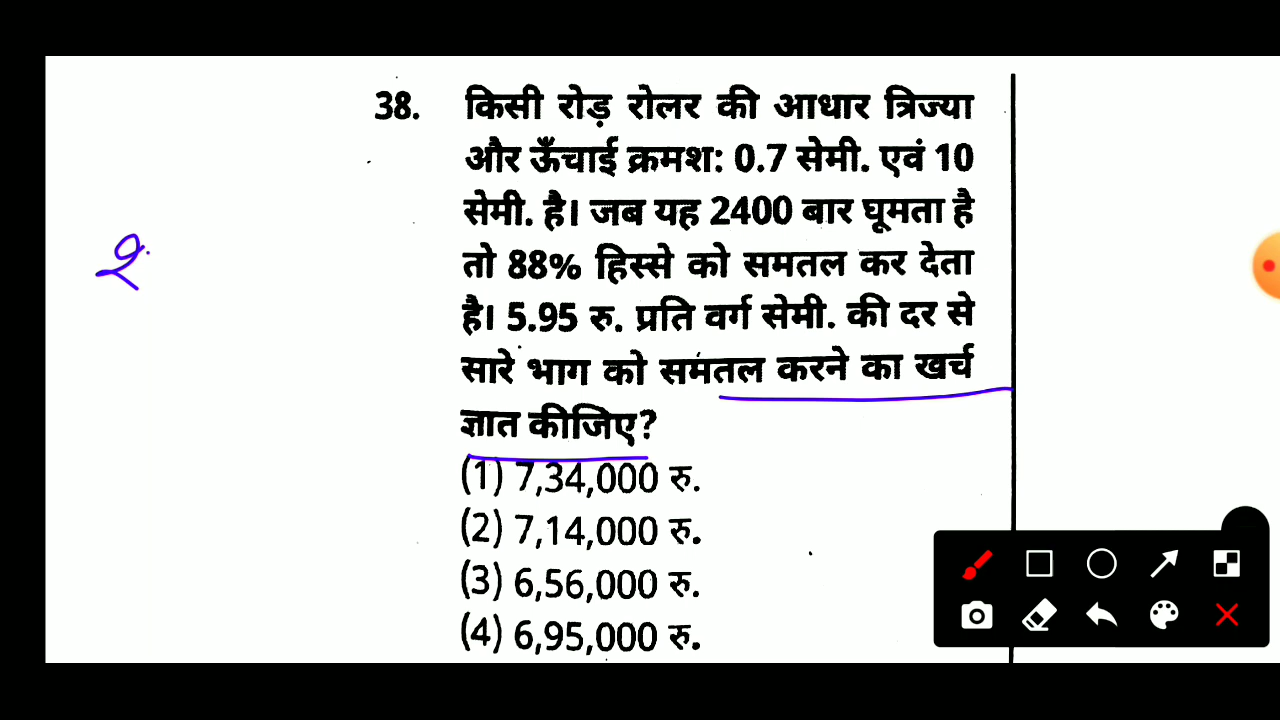 38. किसी रोड़ रोलर की आधार त्रिज्या
और ऊँचाई क्रमश: 0.7 सेमी. एवं 10
सेमी. है। जब यह 2400 बार घूमता है
तो 88% हिस्से को समतल कर देता
है। 5.95 रु. प्रति वर्ग सेमी. की दर से
सारे भाग को समतल करने का खर्च
ज्ञात कीजिए?
(1) 7,34,000 रु.
(2) 7,14,000 रु.
(3) 6,56,000 रु.
(4) 6,95,000 रु.